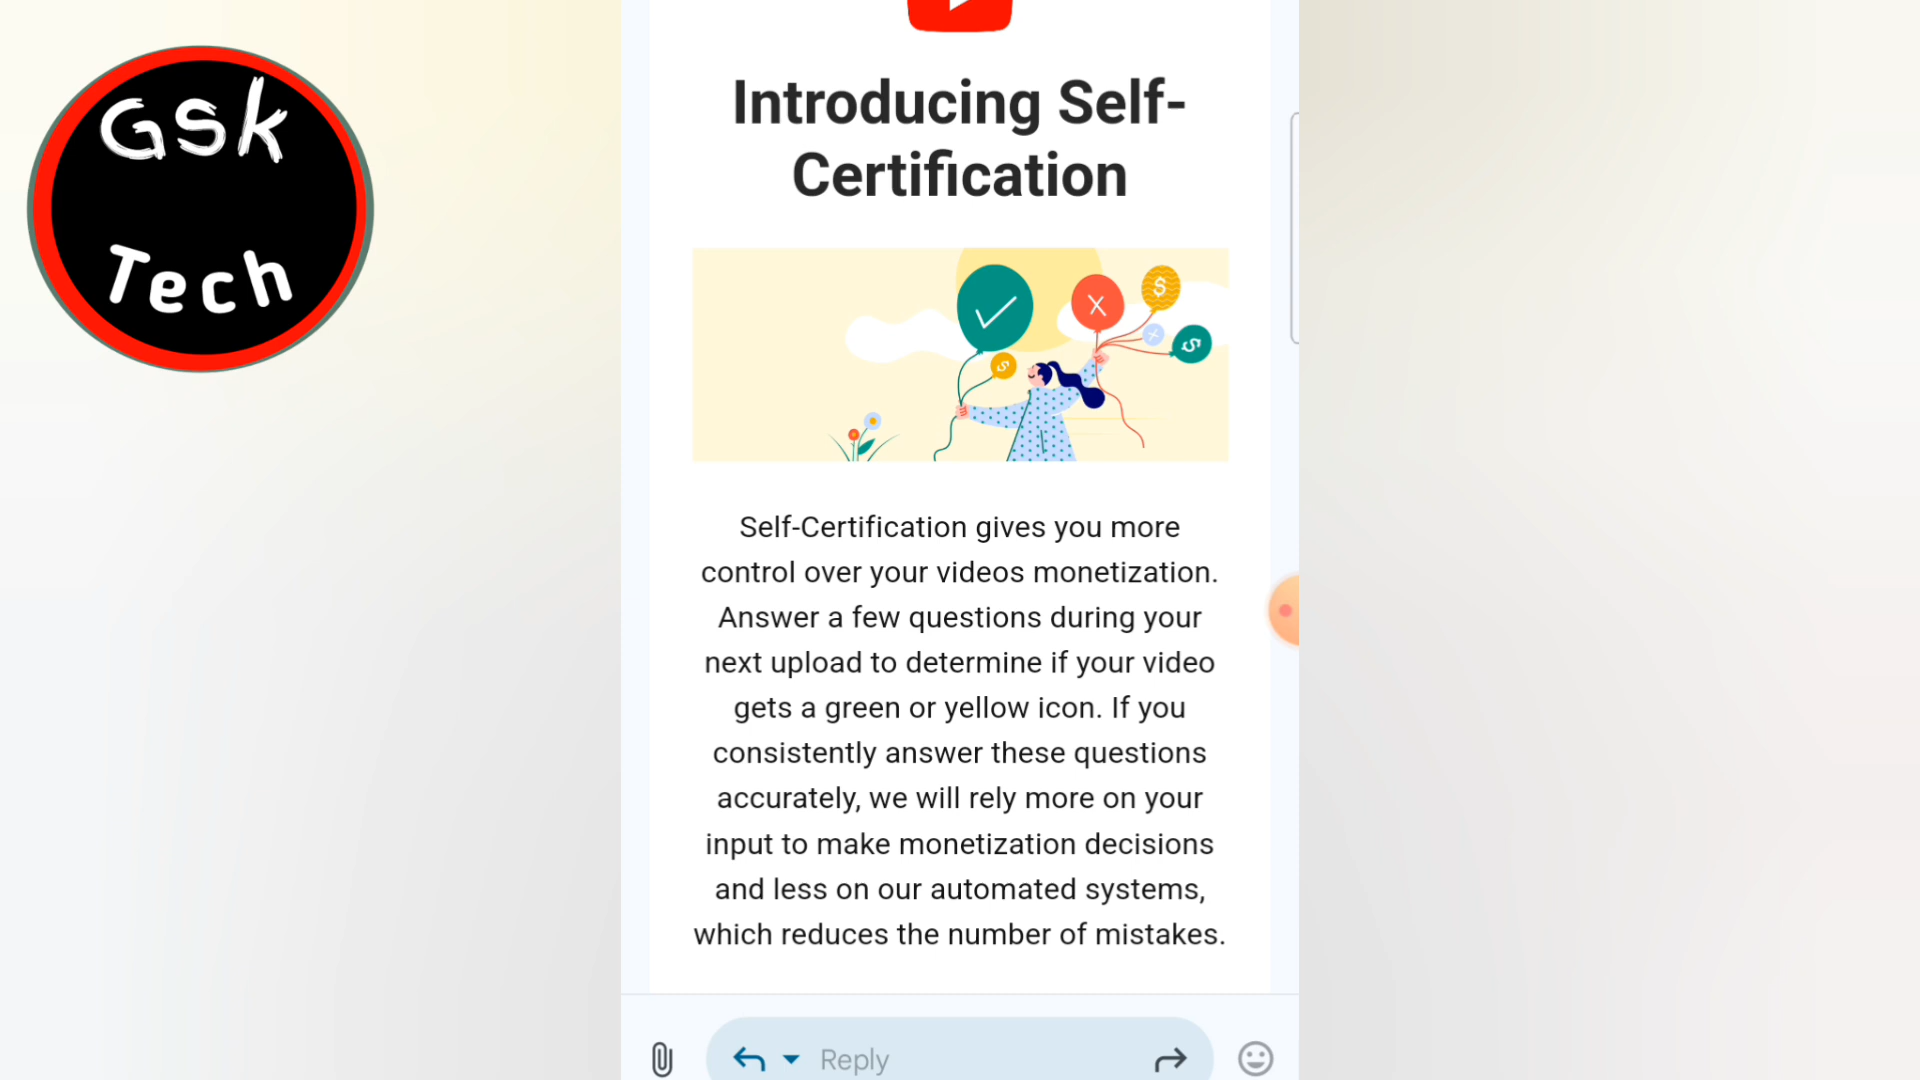 Gsk
Tech
Introducing Self-
Certification
X
$
$
$
Self-Certification gives you more
control over your videos monetization.
Answer a few questions during your
next upload to determine if your video
gets a green or yellow icon. If you
consistently answer these questions
accurately, we will rely more on your
input to make monetization decisions
and less on our automated systems,
which reduces the number of mistakes.
Reply